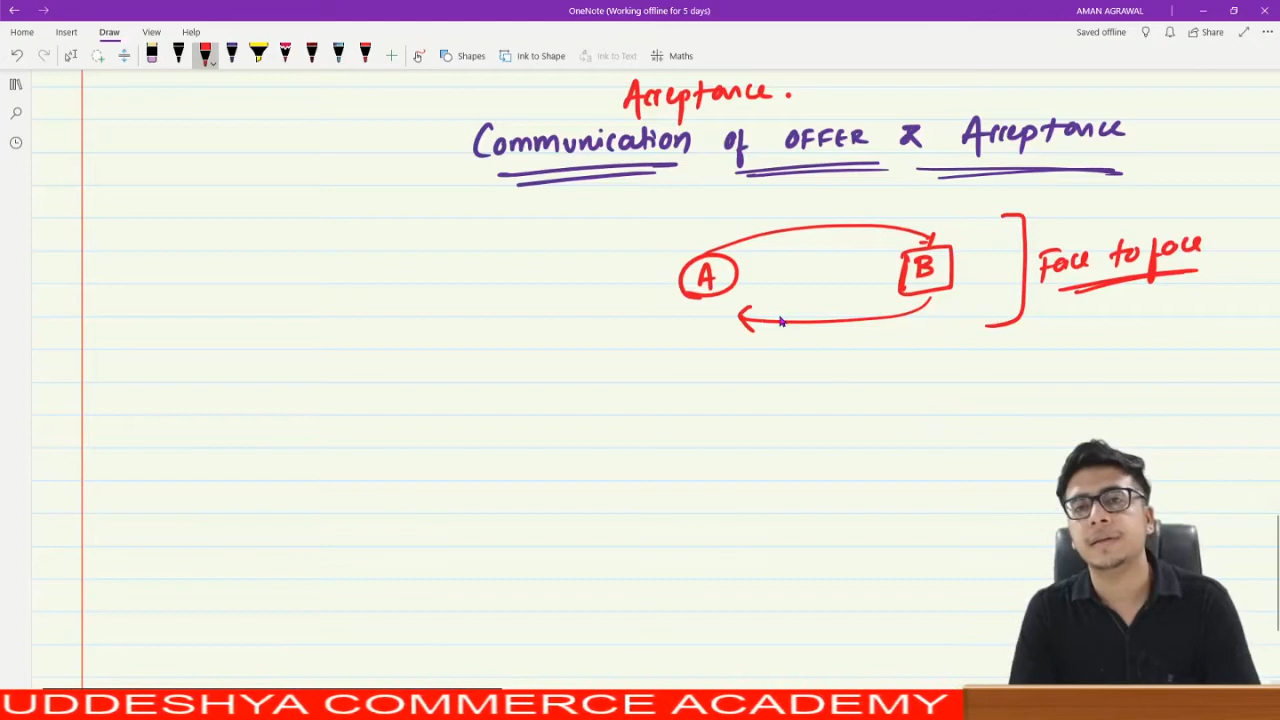 OneNote (Working offline for 5 days)
AMAN AGRAWAL
Home Insert Draw View Help
Saved offline Share
Shapes Ink to Shape Ink to Text Maths
Acceptance.
Communication of OFFER & Acceptance
A B
Face to face
UDDESHYA COMMERCE ACADEMY